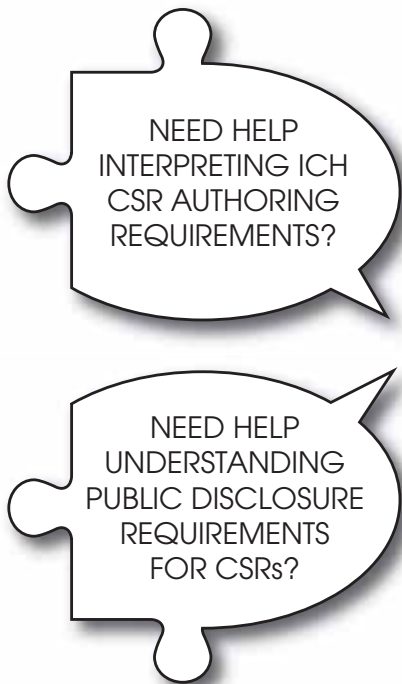 NEED HELP
INTERPRETING ICH
CSR AUTHORING
REQUIREMENTS?
NEED HELP
UNDERSTANDING
PUBLIC DISCLOSURE
REQUIREMENTS
FOR CSRs?